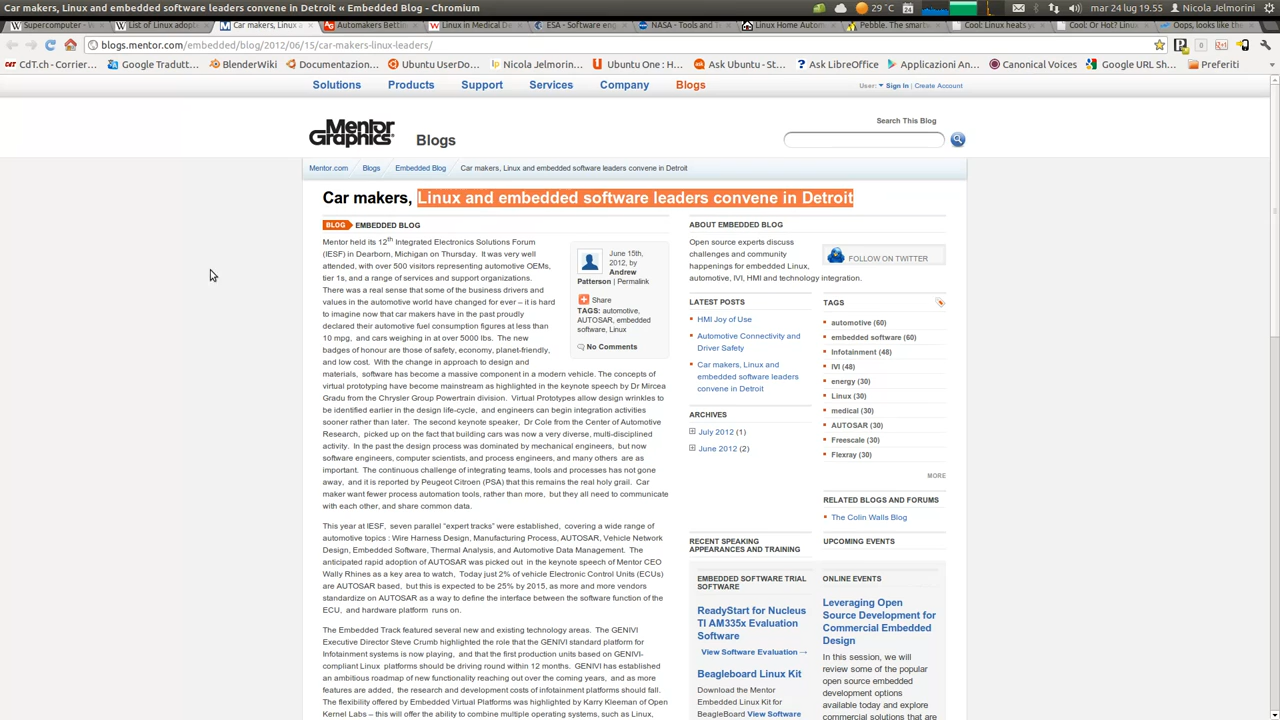 Car makers, Linux and embedded software leaders convene in Detroit « Embedded Blog - Chromium
29 °C
mar 24 lug 19.55
Nicola Jelmorini
Supercomputer - Wiki
List of Linux adopt
Car makers, Linux a
Automakers Betti
Linux in Medical De
ESA - Software eng
NASA - Tools and T
Linux Home Autom
Pebble. The smart
Cool: Linux heats y
Cool: Or Hot? Linux
Oops, looks like the
blogs.mentor.com/embedded/blog/2012/06/15/car-makers-linux-leaders/
CdT.ch - Corrier...
Google Tradutt...
BlenderWiki
Documentazion...
Ubuntu UserDo...
Nicola Jelmorin...
Ubuntu One : H...
Ask Ubuntu - St...
Ask LibreOffice
Applicazioni An...
Canonical Voices
Google URL Sh...
Preferiti
Solutions
Products
Support
Services
Company
Blogs
User: Sign In | Create Account
Mentor Graphics
Blogs
Search This Blog
Mentor.com
Blogs
Embedded Blog
Car makers, Linux and embedded software leaders convene in Detroit
Car makers, Linux and embedded software leaders convene in Detroit
BLOG EMBEDDED BLOG
Mentor held its 12th Integrated Electronics Solutions Forum
(IESF) in Dearborn, Michigan on Thursday. It was very well
attended, with over 500 visitors representing automotive OEMs,
tier 1s, and a range of services and support organizations.
There was a real sense that some of the business drivers and
values in the automotive world have changed for ever – it is hard
to imagine now that car makers have in the past proudly
declared their automotive fuel consumption figures at less than
10 mpg, and cars weighing in at over 5000 lbs. The new
badges of honour are those of safety, economy, planet-friendly,
and low cost. With the change in approach to design and
materials, software has become a massive component in a modern vehicle. The concepts of
virtual prototyping have become mainstream as highlighted in the keynote speech by Dr Mircea
Gradu from the Chrysler Group Powertrain division. Virtual Prototypes allow design wrinkles to
be identified earlier in the design life-cycle, and engineers can begin integration activities
sooner rather than later. The second keynote speaker, Dr Cole from the Center of Automotive
Research, picked up on the fact that building cars was now a very diverse, multi-disciplined
activity. In the past the design process was dominated by mechanical engineers, but now
software engineers, computer scientists, and process engineers, and many others are as
important. The continuous challenge of integrating teams, tools and processes has not gone
away, and it is reported by Peugeot Citroen (PSA) that this remains the real holy grail. Car
maker want fewer process automation tools, rather than more, but they all need to communicate
with each other, and share common data.
This year at IESF, seven parallel "expert tracks" were established, covering a wide range of
automotive topics : Wire Harness Design, Manufacturing Process, AUTOSAR, Vehicle Network
Design, Embedded Software, Thermal Analysis, and Automotive Data Management. The
anticipated rapid adoption of AUTOSAR was picked out in the keynote speech of Mentor CEO
Wally Rhines as a key area to watch. Today just 2% of vehicle Electronic Control Units (ECUs)
are AUTOSAR based, but this is expected to be 25% by 2015, as more and more vendors
standardize on AUTOSAR as a way to define the interface between the software function of the
ECU, and hardware platform runs on.
The Embedded Track featured several new and existing technology areas. The GENIVI
Executive Director Steve Crumb highlighted the role that the GENIVI standard platform for
Infotainment systems is now playing, and that the first production units based on GENIVI-
compliant Linux platforms should be driving round within 12 months. GENIVI has established
an ambitious roadmap of new functionality reaching out over the coming years, and as more
features are added, the research and development costs of infotainment platforms should fall.
The flexibility offered by Embedded Virtual Platforms was highlighted by Karry Kleeman of Open
Kernel Labs – this will offer the ability to combine multiple operating systems, such as Linux,
June 15th,
2012, by
Andrew
Patterson | Permalink
Share
TAGS: automotive,
AUTOSAR, embedded
software, Linux
No Comments
ABOUT EMBEDDED BLOG
Open source experts discuss
challenges and community
happenings for embedded Linux,
automotive, IVI, HMI and technology integration.
FOLLOW ON TWITTER
LATEST POSTS
HMI Joy of Use
Automotive Connectivity and
Driver Safety
Car makers, Linux and
embedded software leaders
convene in Detroit
ARCHIVES
July 2012 (1)
June 2012 (2)
TAGS
automotive (60)
embedded software (60)
Infotainment (48)
IVI (48)
energy (30)
Linux (30)
medical (30)
AUTOSAR (30)
Freescale (30)
Flexray (30)
MORE
RELATED BLOGS AND FORUMS
The Colin Walls Blog
RECENT SPEAKING
APPEARANCES AND TRAINING
UPCOMING EVENTS
EMBEDDED SOFTWARE TRIAL
SOFTWARE
ReadyStart for Nucleus
TI AM335x Evaluation
Software
View Software Evaluation →
Beagleboard Linux Kit
Download the Mentor
Embedded Linux Kit for
BeagleBoard View Software
ONLINE EVENTS
Leveraging Open
Source Development for
Commercial Embedded
Design
In this session, we will
review some of the popular
open source embedded
development options
available today and explore
commercial solutions that are